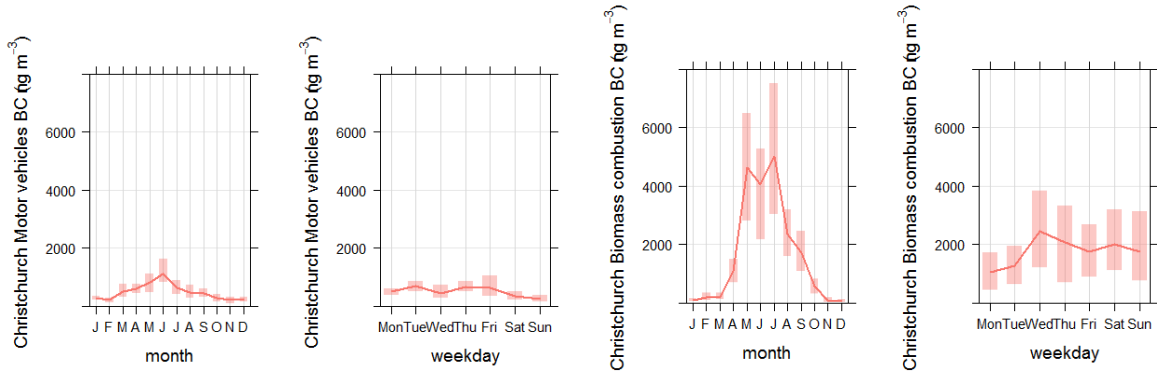 Christchurch Motor vehicles BC (ng m⁻³)
6000
4000
2000
J F M A M J J A S O N D
month
Christchurch Motor vehicles BC (ng m⁻³)
6000
4000
2000
Mon Tue Wed Thu Fri Sat Sun
weekday
Christchurch Biomass combustion BC (ng m⁻³)
6000
4000
2000
J F M A M J J A S O N D
month
Christchurch Biomass combustion BC (ng m⁻³)
6000
4000
2000
Mon Tue Wed Thu Fri Sat Sun
weekday